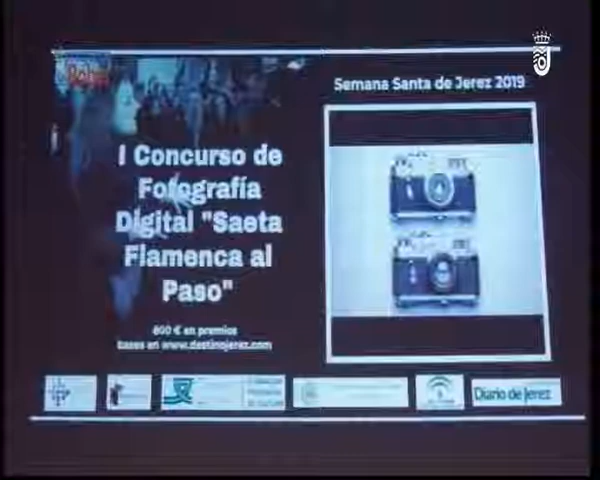 Semana Santa de Jerez 2019
I Concurso de
Fotografía
Digital "Saeta
Flamenca al
Paso"
800 € en premios
bases en www.destinojerez.com
Diario de Jerez